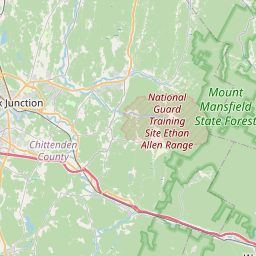 National
Guard
Training
Site Ethan
Allen Range
Mount
Mansfield
State Forest
x Junction
Chittenden
County